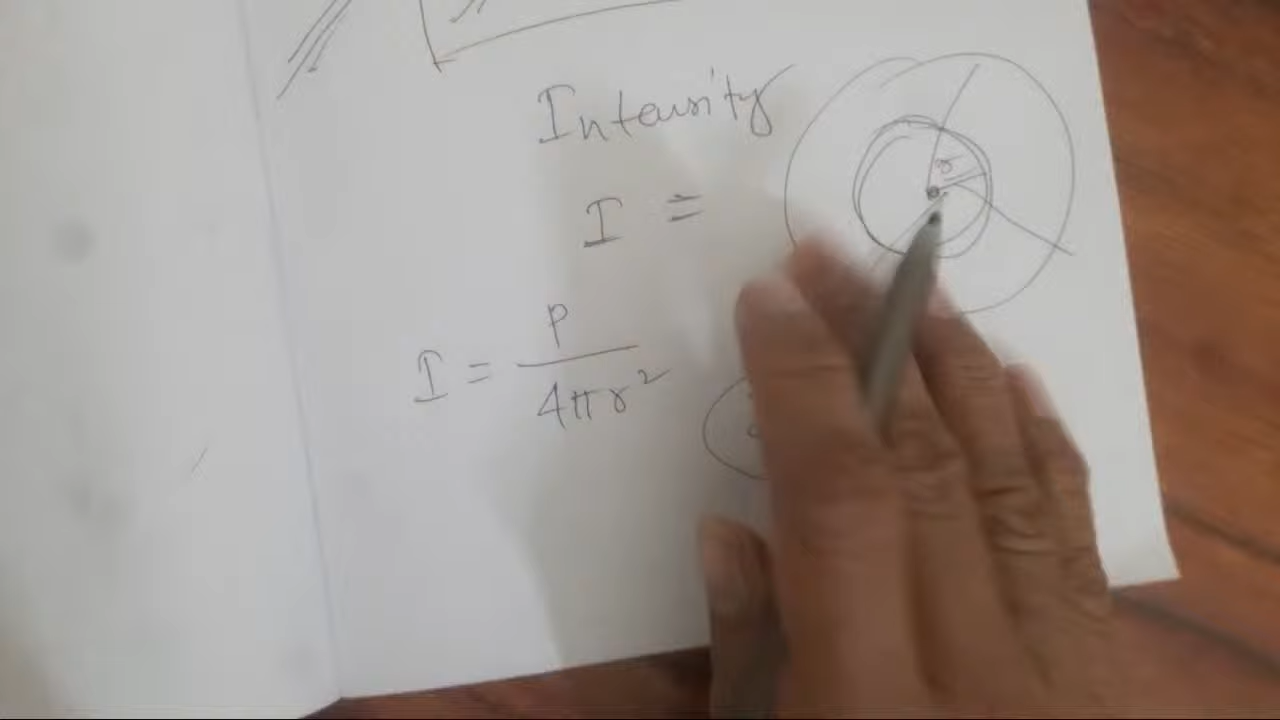 Intensity
r
I =
I = P / 4πr²